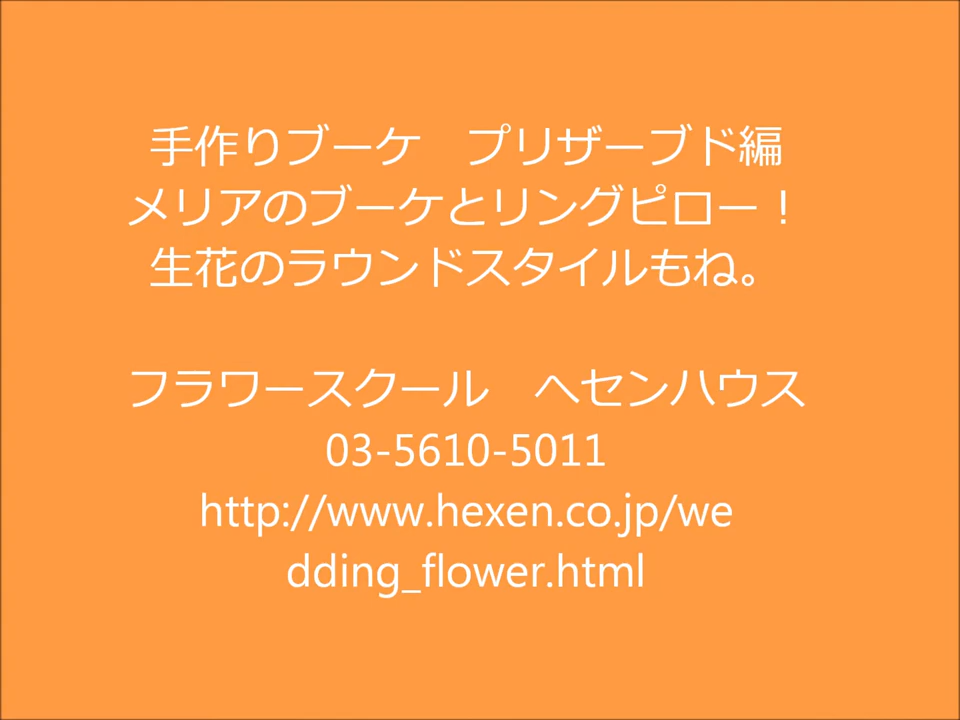 手作りブーケ　プリザーブド編
メリアのブーケとリングピロー！
生花のラウンドスタイルもね。
フラワースクール　へセンハウス
03-5610-5011
http://www.hexen.co.jp/we
dding_flower.html